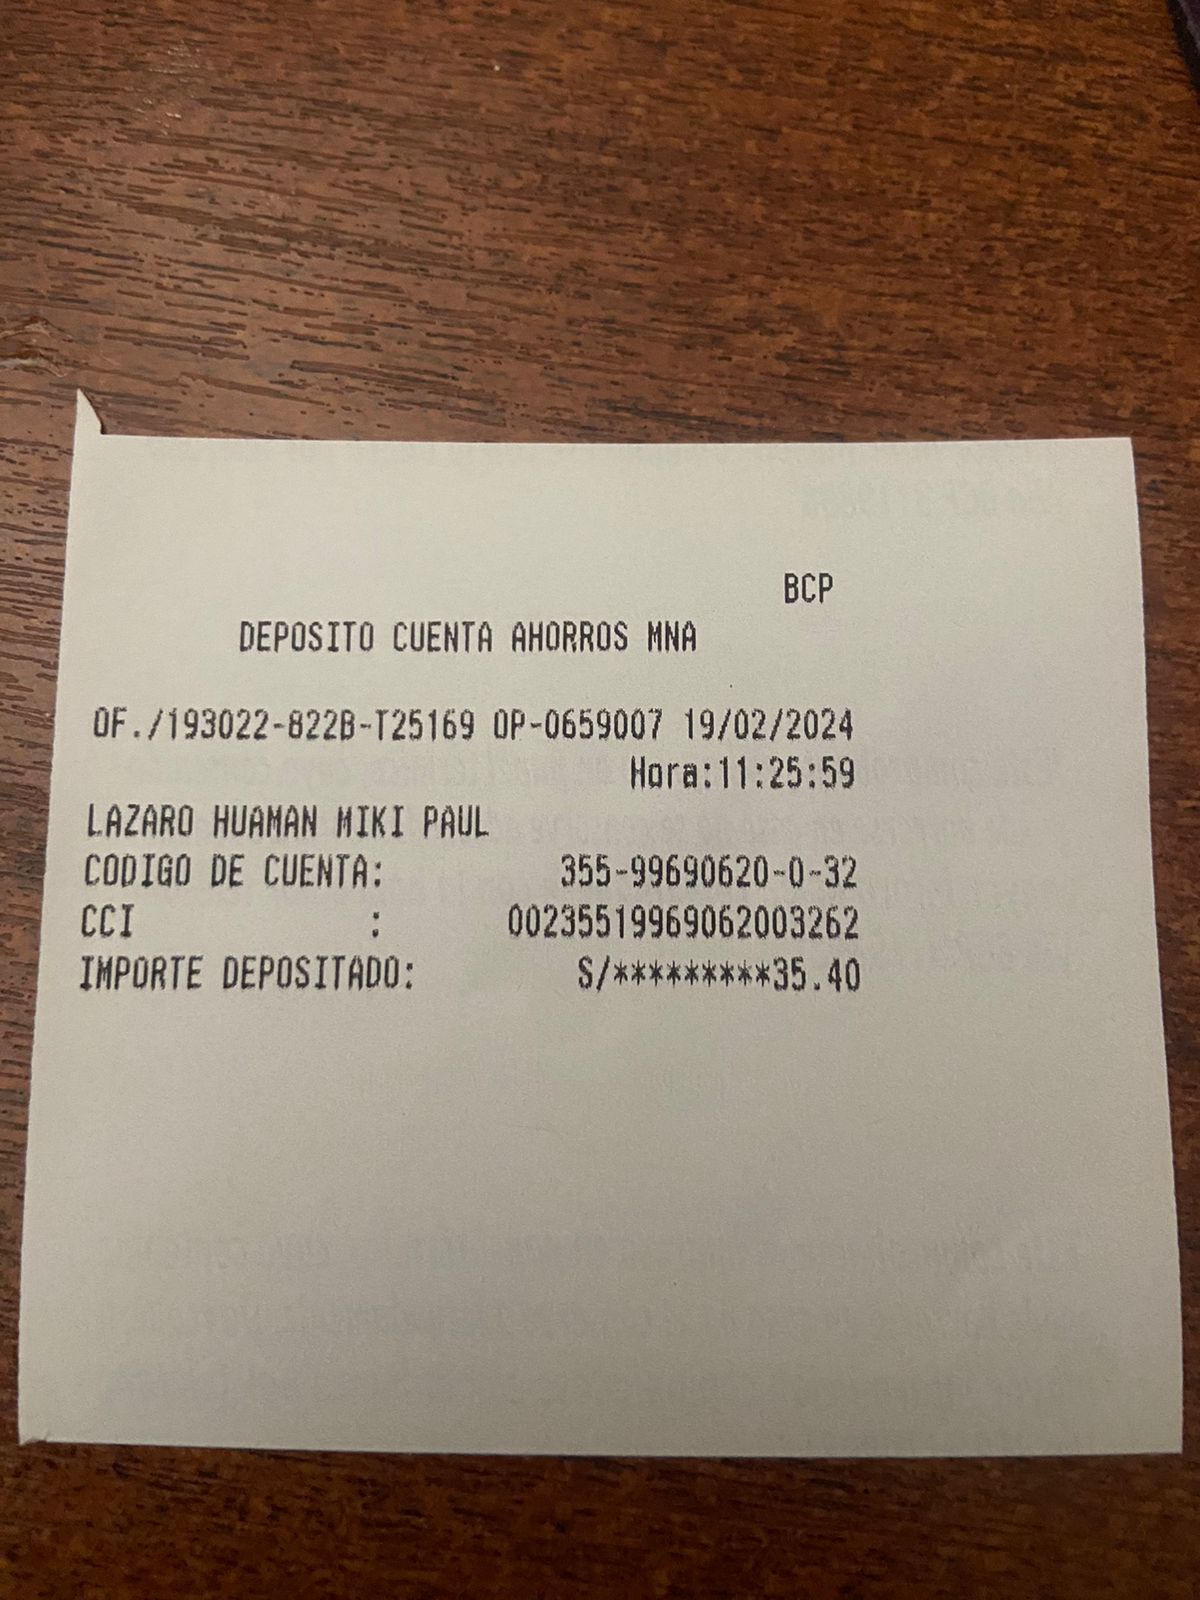 BCP
DEPOSITO CUENTA AHORROS MNA
OF./193022-822B-T25169 OP-0659007 19/02/2024
Hora:11:25:59
LAZARO HUAMAN MIKI PAUL
CODIGO DE CUENTA: 355-99690620-0-32
CCI : 00235519969062003262
IMPORTE DEPOSITADO: S/*********35.40